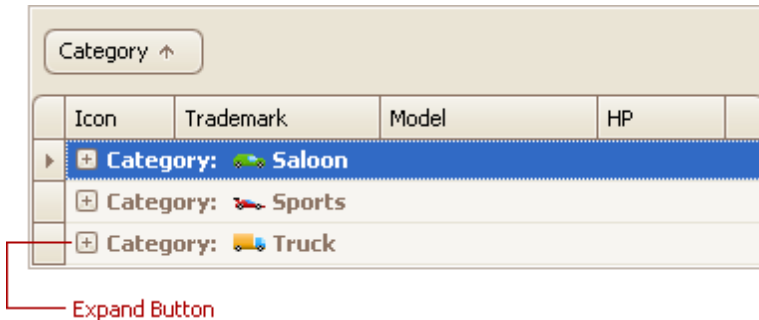 Category
Icon Trademark Model HP
Category: Saloon
Category: Sports
Category: Truck
Expand Button